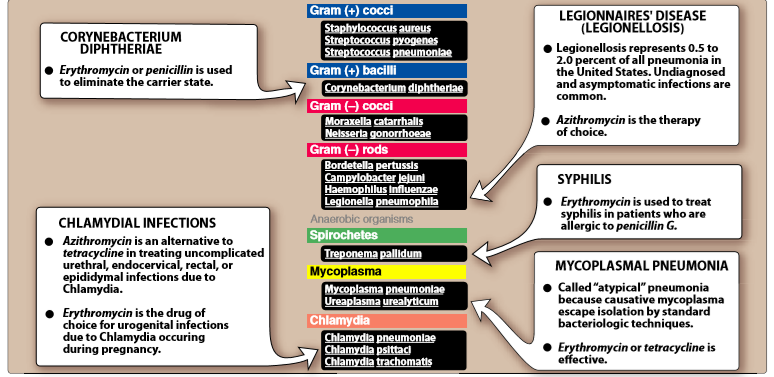 CORYNEBACTERIUM
DIPHTHERIAE
● Erythromycin or penicillin is used
to eliminate the carrier state.
CHLAMYDIAL INFECTIONS
● Azithromycin is an alternative to
tetracycline in treating uncomplicated
urethral, endocervical, rectal, or
epididymal infections due to
Chlamydia.
● Erythromycin is the drug of
choice for urogenital infections
due to Chlamydia occuring
during pregnancy.
Gram (+) cocci
Staphylococcus aureus
Streptococcus pyogenes
Streptococcus pneumoniae
Gram (+) bacilli
Corynebacterium diphtheriae
Gram (–) cocci
Moraxella catarrhalis
Neisseria gonorrhoeae
Gram (–) rods
Bordetella pertussis
Campylobacter jejuni
Haemophilus influenzae
Legionella pneumophila
Anaerobic organisms
Spirochetes
Treponema pallidum
Mycoplasma
Mycoplasma pneumoniae
Ureaplasma urealyticum
Chlamydia
Chlamydia pneumoniae
Chlamydia psittaci
Chlamydia trachomatis
LEGIONNAIRES' DISEASE
(LEGIONELLOSIS)
● Legionellosis represents 0.5 to
2.0 percent of all pneumonia in
the United States. Undiagnosed
and asymptomatic infections are
common.
● Azithromycin is the therapy
of choice.
SYPHILIS
● Erythromycin is used to treat
syphilis in patients who are
allergic to penicillin G.
MYCOPLASMAL PNEUMONIA
● Called “atypical” pneumonia
because causative mycoplasma
escape isolation by standard
bacteriologic techniques.
● Erythromycin or tetracycline is
effective.